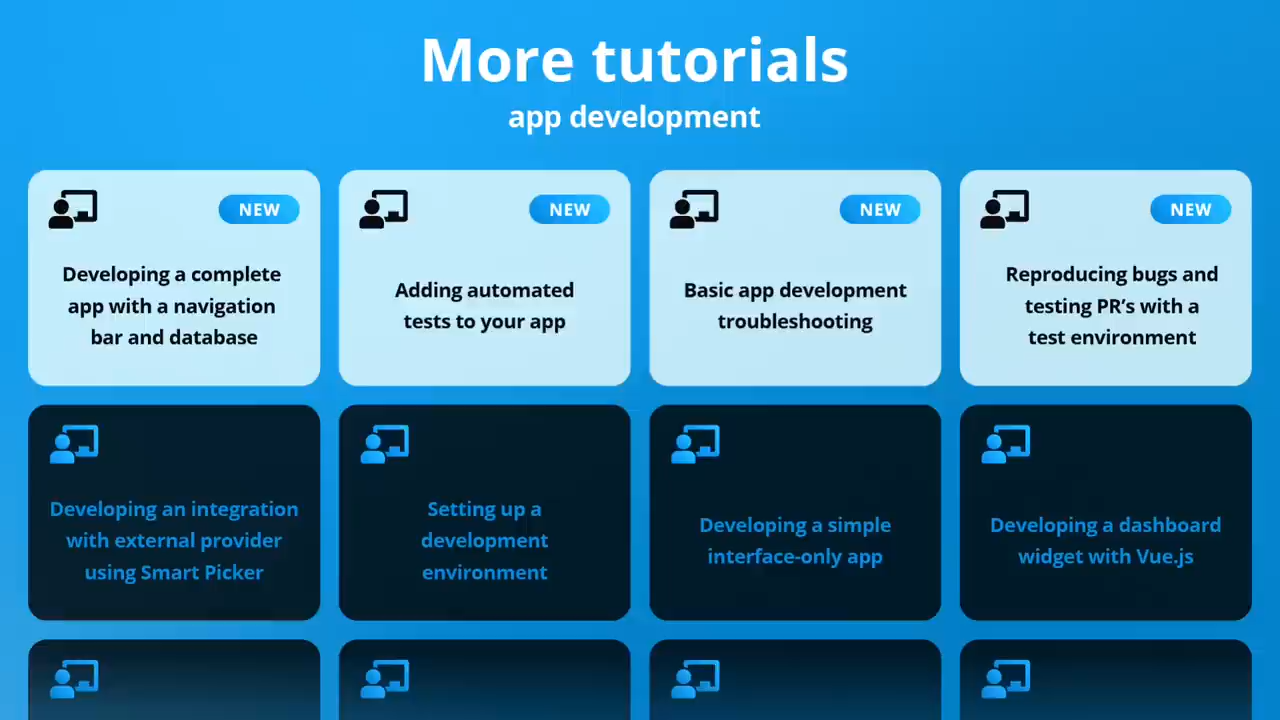 More tutorials
app development
NEW
Developing a complete
app with a navigation
bar and database
NEW
Adding automated
tests to your app
NEW
Basic app development
troubleshooting
NEW
Reproducing bugs and
testing PR’s with a
test environment
Developing an integration
with external provider
using Smart Picker
Setting up a
development
environment
Developing a simple
interface-only app
Developing a dashboard
widget with Vue.js